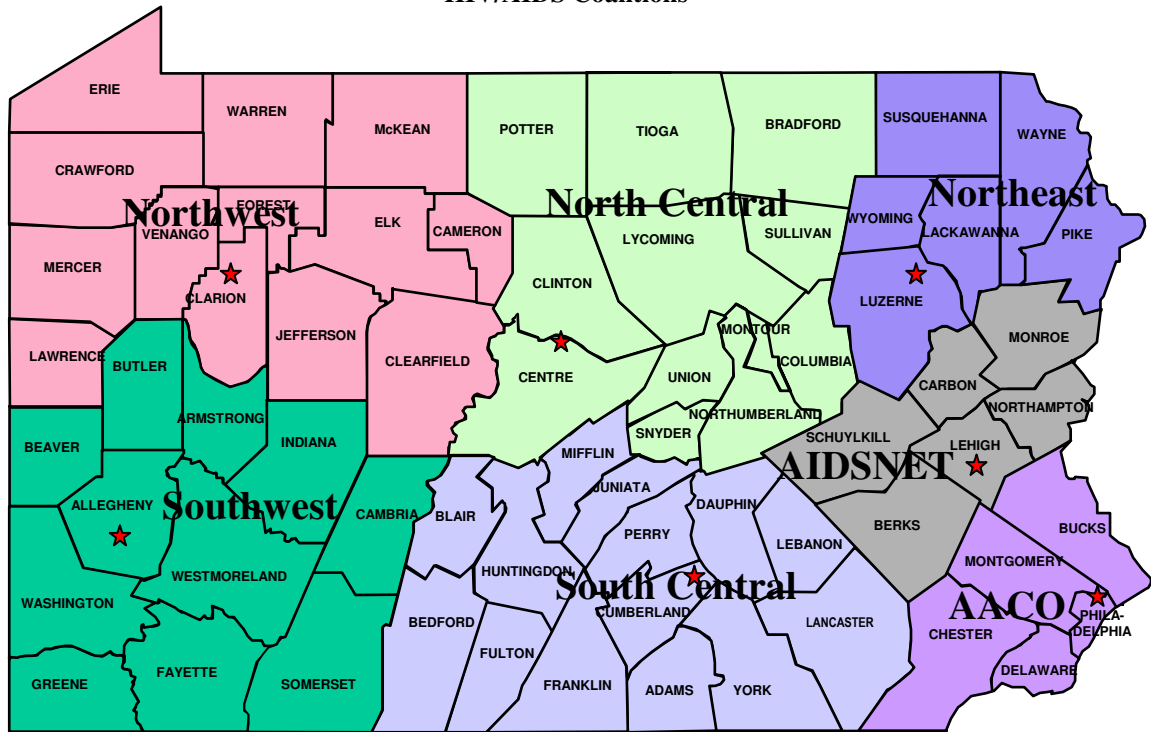 HIV/AIDS Coalitions
ERIE
WARREN
McKEAN
POTTER
TIOGA
BRADFORD
SUSQUEHANNA
WAYNE
CRAWFORD
Northwest
FOREST
North Central
Northeast
VENANGO
ELK
CAMERON
LYCOMING
SULLIVAN
WYOMING
LACKAWANNA
PIKE
MERCER
CLARION
CLINTON
LUZERNE
JEFFERSON
MONTOUR
MONROE
LAWRENCE
BUTLER
CLEARFIELD
CENTRE
UNION
COLUMBIA
CARBON
ARMSTRONG
NORTHUMBERLAND
NORTHAMPTON
BEAVER
INDIANA
SNYDER
SCHUYLKILL
LEHIGH
MIFFLIN
AIDSNET
JUNIATA
ALLEGHENY
Southwest
CAMBRIA
BLAIR
DAUPHIN
BERKS
BUCKS
PERRY
LEBANON
MONTGOMERY
WESTMORELAND
HUNTINGDON
South Central
WASHINGTON
CUMBERLAND
AACO
PHILA-
DELPHIA
BEDFORD
LANCASTER
CHESTER
FULTON
FAYETTE
DELAWARE
GREENE
SOMERSET
FRANKLIN
ADAMS
YORK